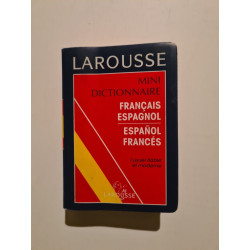 LAROUSSE
MINI
DICTIONNAIRE
FRANÇAIS
ESPAGNOL
ESPAÑOL
FRANCÉS
LAROUSSE